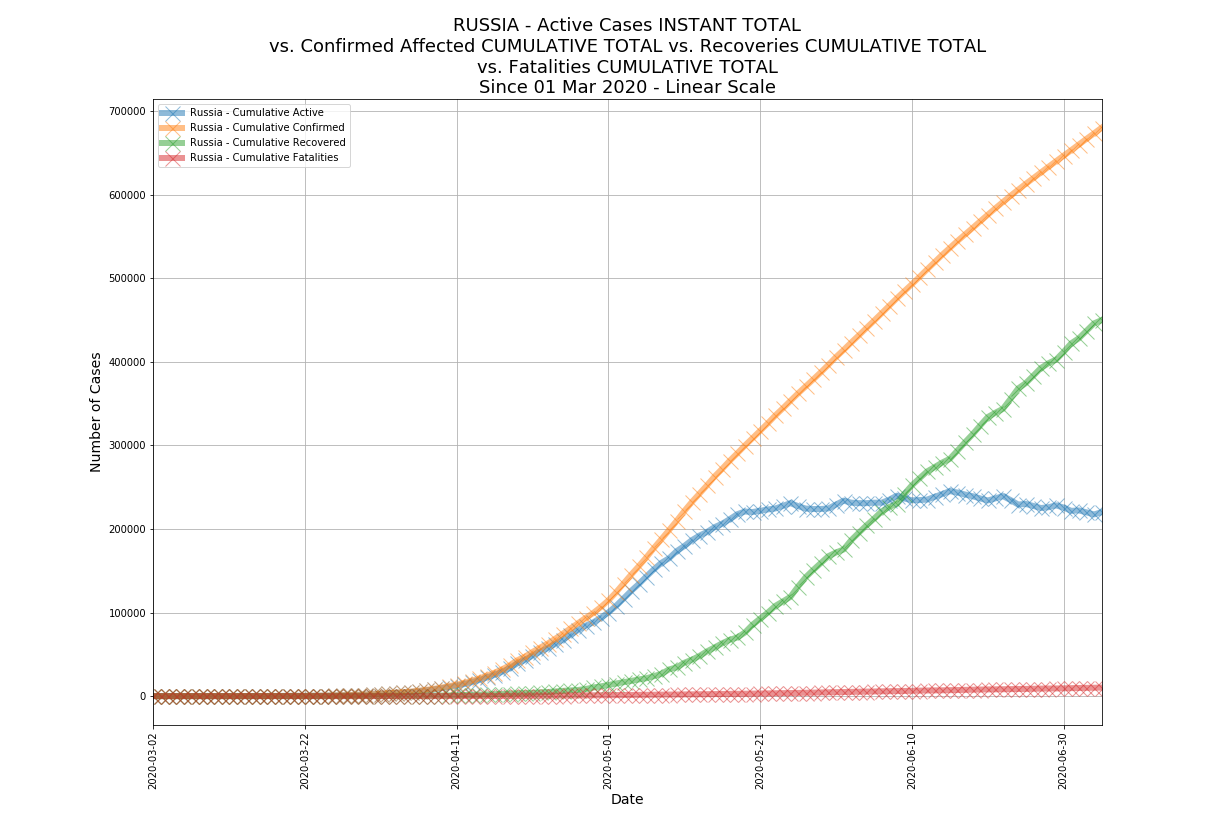 RUSSIA - Active Cases INSTANT TOTAL
vs. Confirmed Affected CUMULATIVE TOTAL vs. Recoveries CUMULATIVE TOTAL
vs. Fatalities CUMULATIVE TOTAL
Since 01 Mar 2020 - Linear Scale
Russia - Cumulative Active
Russia - Cumulative Confirmed
Russia - Cumulative Recovered
Russia - Cumulative Fatalities
Number of Cases
700000
600000
500000
400000
300000
200000
100000
0
2020-03-02
2020-03-22
2020-04-11
2020-05-01
2020-05-21
2020-06-10
2020-06-30
Date